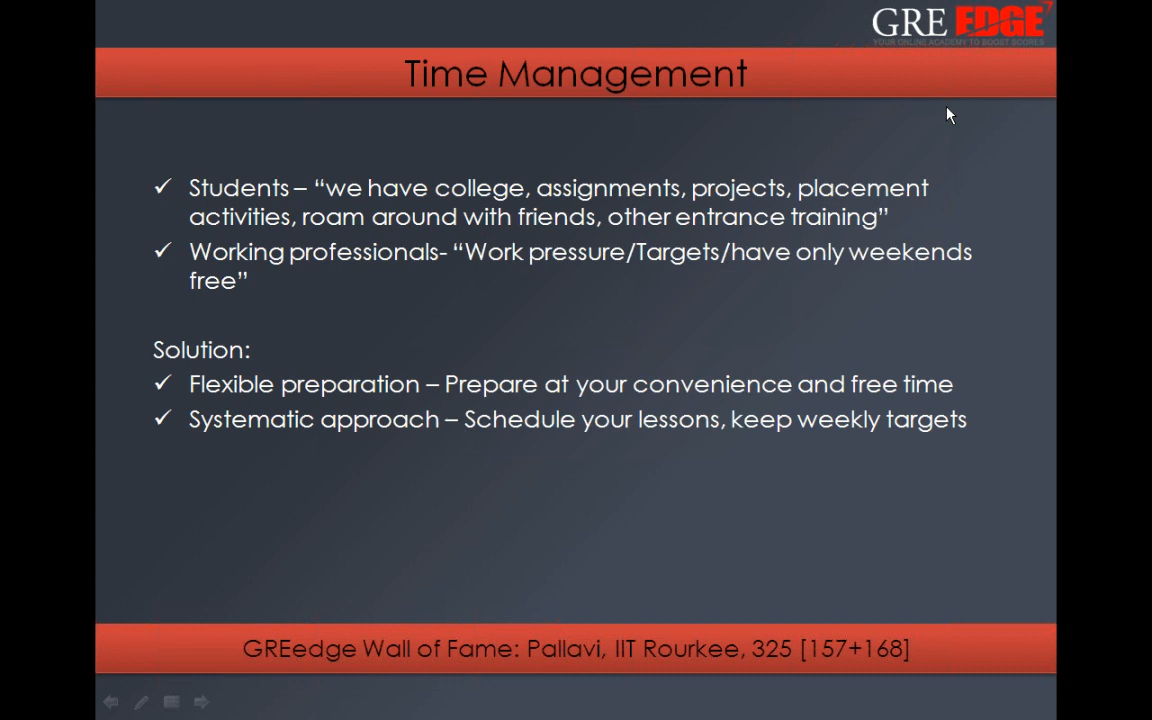 GRE EDGE
YOUR ONLINE ACADEMY TO BOOST SCORES
Time Management
✓ Students – “we have college, assignments, projects, placement
activities, roam around with friends, other entrance training”
✓ Working professionals- “Work pressure/Targets/have only weekends
free”
Solution:
✓ Flexible preparation – Prepare at your convenience and free time
✓ Systematic approach – Schedule your lessons, keep weekly targets
GREedge Wall of Fame: Pallavi, IIT Rourkee, 325 [157+168]